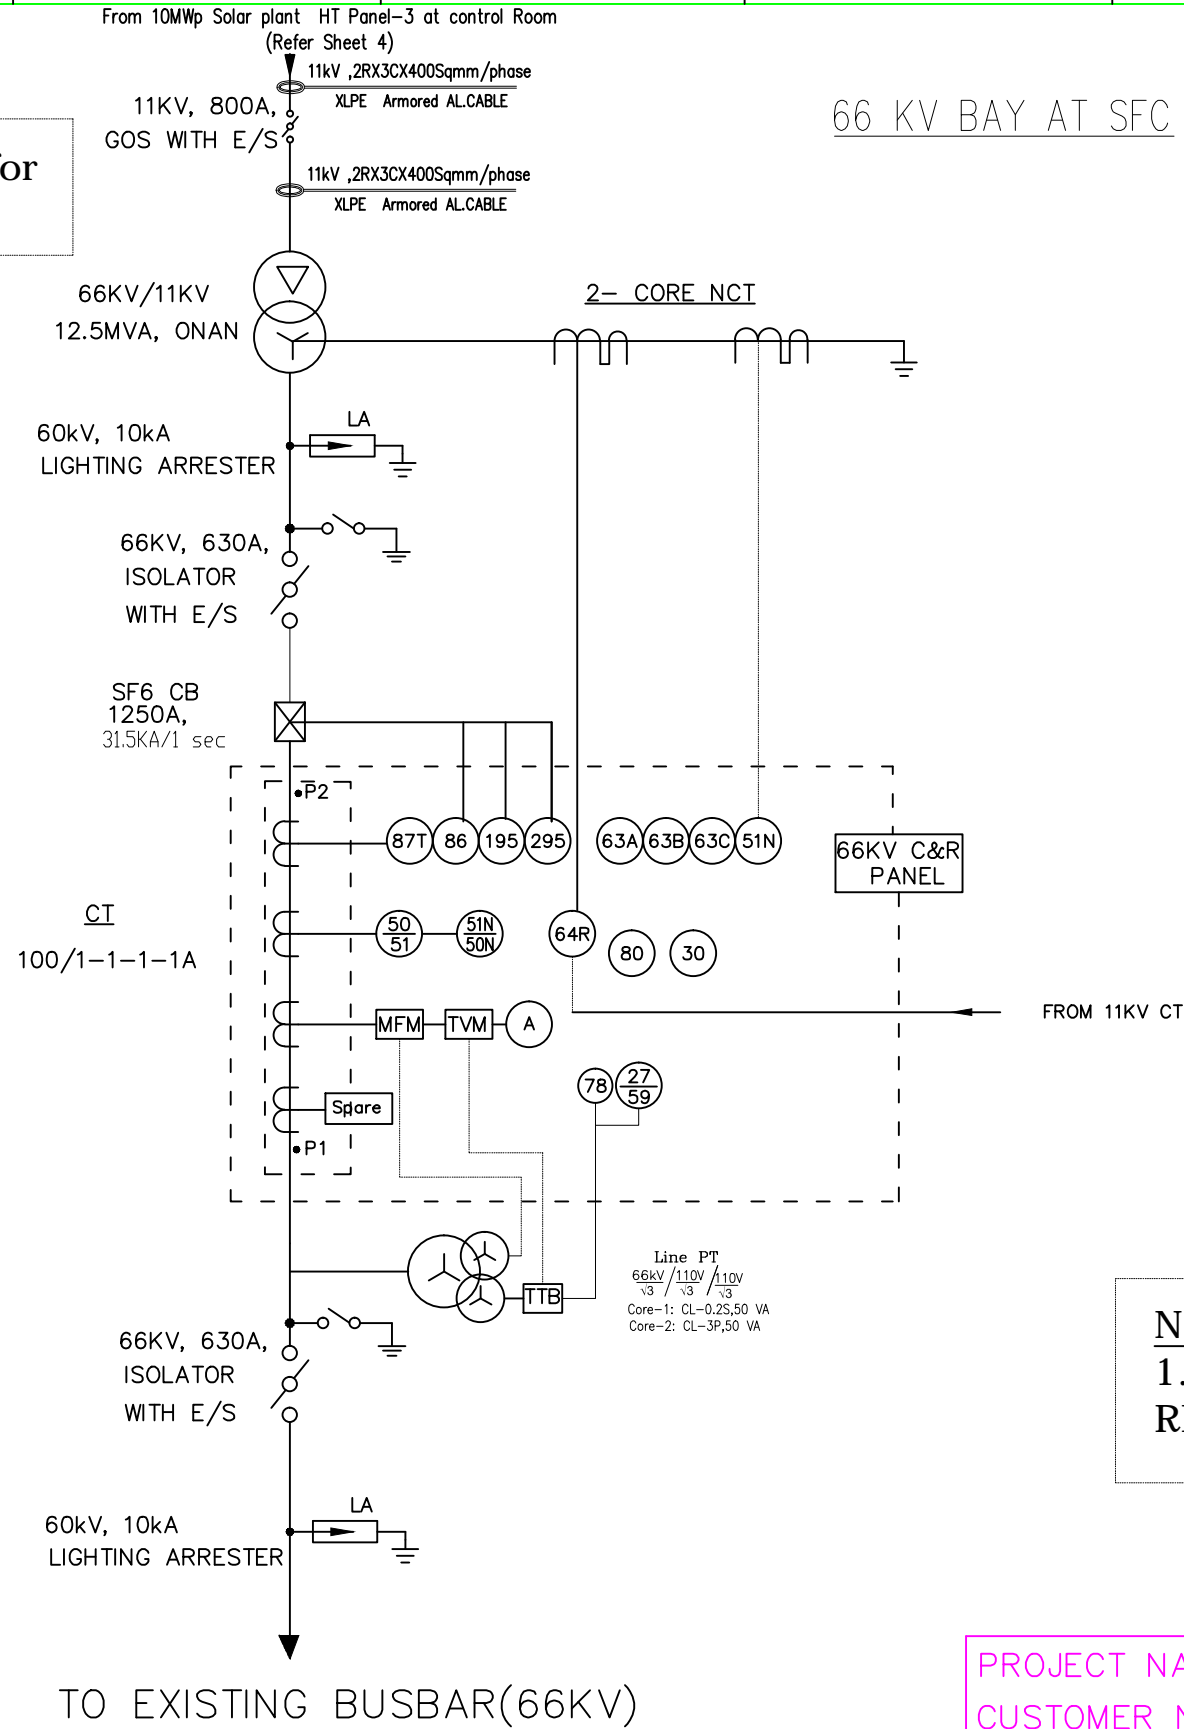 From 10MWp Solar plant HT Panel-3 at control Room
(Refer Sheet 4)
11kV ,2RX3CX400Sqmm/phase
XLPE Armored AL.CABLE
11KV, 800A,
GOS WITH E/S
66 KV BAY AT SFC
for
11kV ,2RX3CX400Sqmm/phase
XLPE Armored AL.CABLE
66KV/11KV
12.5MVA, ONAN
2- CORE NCT
LA
60kV, 10kA
LIGHTING ARRESTER
66KV, 630A,
ISOLATOR
WITH E/S
SF6 CB
1250A,
31.5KA/1 sec
P2
87T 86 195 295 63A 63B 63C 51N
66KV C&R
PANEL
CT
100/1-1-1-1A
50
51
51N
50N
64R
80 30
FROM 11KV CT
MFM TVM A
78
27
59
Spare
P1
Line PT
66kV/√3 / 110V/√3 / 110V/√3
Core-1: CL-0.2S,50 VA
Core-2: CL-3P,50 VA
TTB
66KV, 630A,
ISOLATOR
WITH E/S
N
1.
LA
60kV, 10kA
LIGHTING ARRESTER
TO EXISTING BUSBAR(66KV)
PROJECT NA
CUSTOMER N